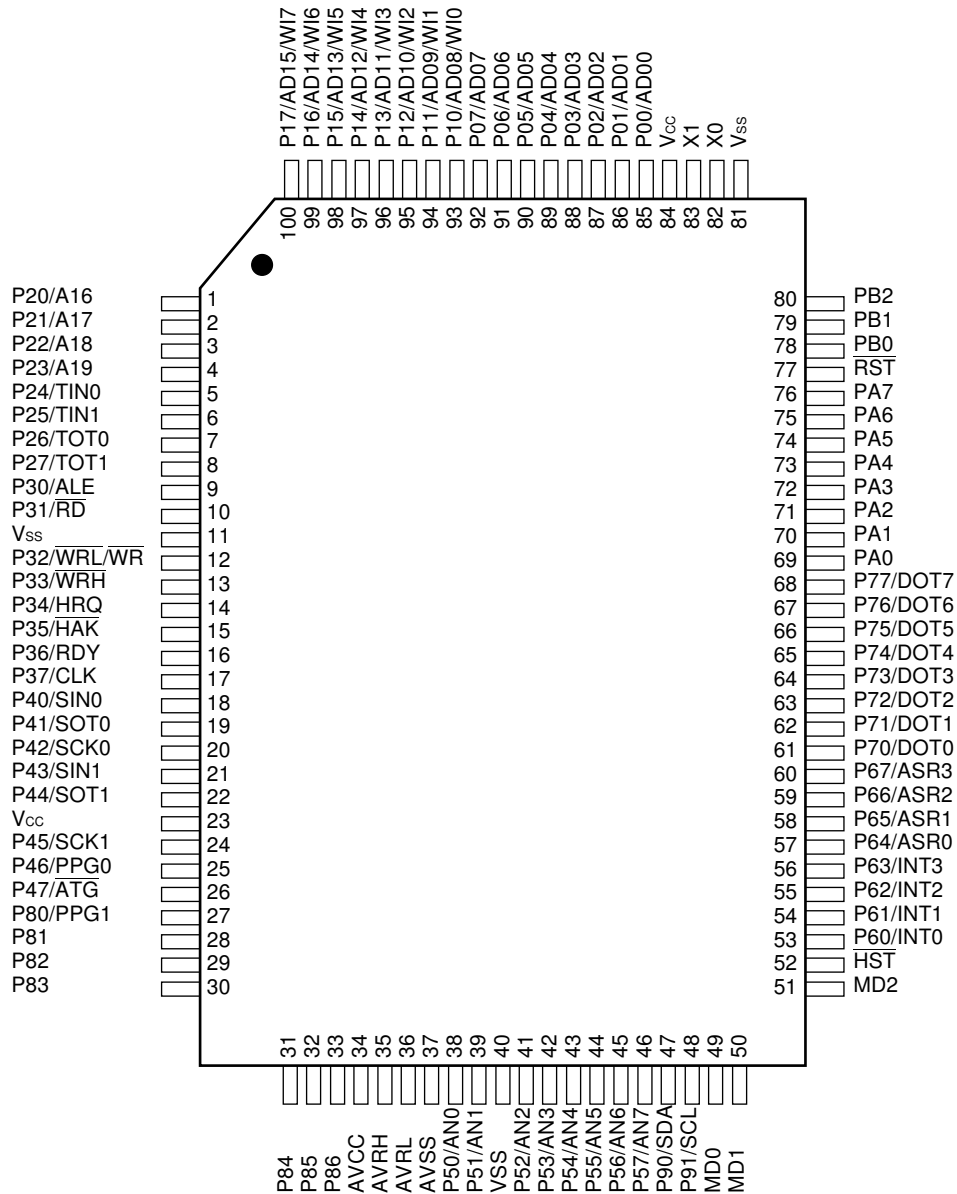 P17/AD15/WI7
P16/AD14/WI6
P15/AD13/WI5
P14/AD12/WI4
P13/AD11/WI3
P12/AD10/WI2
P11/AD09/WI1
P10/AD08/WI0
P07/AD07
P06/AD06
P05/AD05
P04/AD04
P03/AD03
P02/AD02
P01/AD01
P00/AD00
Vcc
X1
X0
Vss
100 99 98 97 96 95 94 93 92 91 90 89 88 87 86 85 84 83 82 81
P20/A16 1 80 PB2
P21/A17 2 79 PB1
P22/A18 3 78 PB0
P23/A19 4 77 RST
P24/TIN0 5 76 PA7
P25/TIN1 6 75 PA6
P26/TOT0 7 74 PA5
P27/TOT1 8 73 PA4
P30/ALE 9 72 PA3
P31/RD 10 71 PA2
Vss 11 70 PA1
P32/WRL/WR 12 69 PA0
P33/WRH 13 68 P77/DOT7
P34/HRQ 14 67 P76/DOT6
P35/HAK 15 66 P75/DOT5
P36/RDY 16 65 P74/DOT4
P37/CLK 17 64 P73/DOT3
P40/SIN0 18 63 P72/DOT2
P41/SOT0 19 62 P71/DOT1
P42/SCK0 20 61 P70/DOT0
P43/SIN1 21 60 P67/ASR3
P44/SOT1 22 59 P66/ASR2
Vcc 23 58 P65/ASR1
P45/SCK1 24 57 P64/ASR0
P46/PPG0 25 56 P63/INT3
P47/ATG 26 55 P62/INT2
P80/PPG1 27 54 P61/INT1
P81 28 53 P60/INT0
P82 29 52 HST
P83 30 51 MD2
31 32 33 34 35 36 37 38 39 40 41 42 43 44 45 46 47 48 49 50
P84
P85
P86
AVCC
AVRH
AVRL
AVSS
P50/AN0
P51/AN1
VSS
P52/AN2
P53/AN3
P54/AN4
P55/AN5
P56/AN6
P57/AN7
P90/SDA
P91/SCL
MD0
MD1